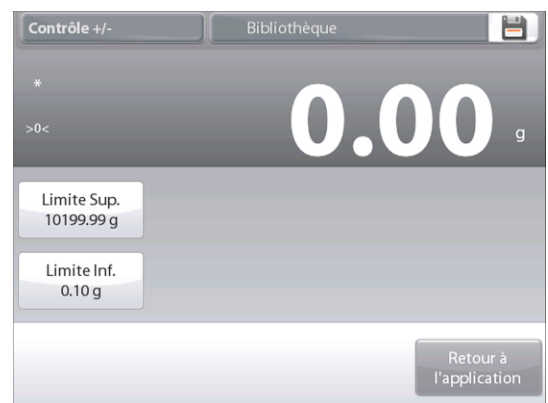 Contrôle +/- Bibliothèque
*
>0<
0.00 g
Limite Sup.
10199.99 g
Limite Inf.
0.10 g
Retour à
l'application